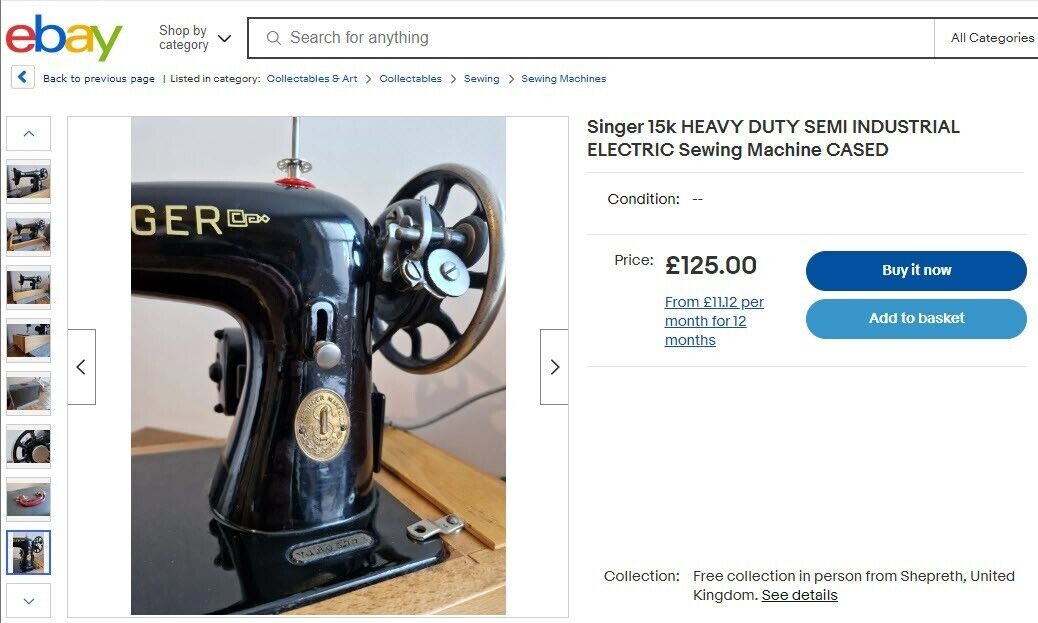 ebay
Shop by
category
Search for anything
All Categories
Back to previous page | Listed in category: Collectables & Art > Collectables > Sewing > Sewing Machines
Singer 15k HEAVY DUTY SEMI INDUSTRIAL
ELECTRIC Sewing Machine CASED
Condition: --
Price: £125.00
Buy it now
From £11.12 per
month for 12
months
Add to basket
GER
Collection: Free collection in person from Shepreth, United
Kingdom. See details